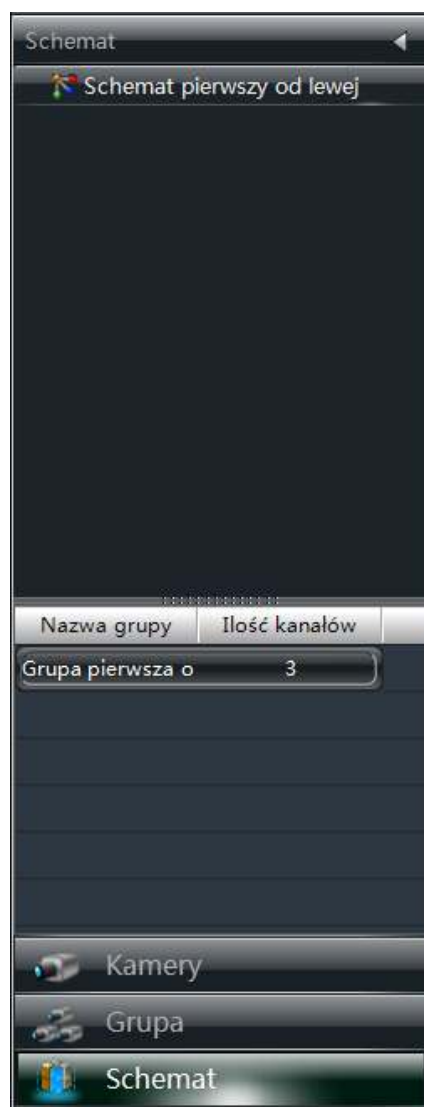 Schemat
Schemat pierwszy od lewej
Nazwa grupy Ilość kanałów
Grupa pierwsza o 3
Kamery
Grupa
Schemat